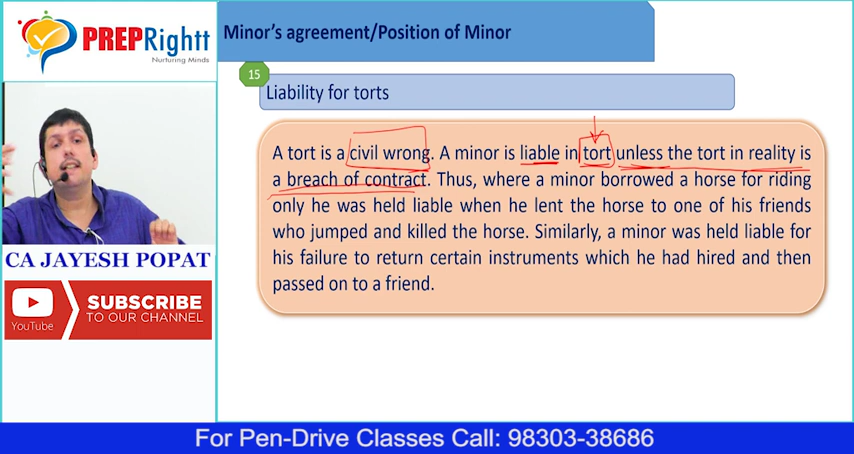 PREPRightt
Nurturing Minds
Minor's agreement/Position of Minor
15
Liability for torts
A tort is a civil wrong. A minor is liable in tort unless the tort in reality is
a breach of contract. Thus, where a minor borrowed a horse for riding
only he was held liable when he lent the horse to one of his friends
who jumped and killed the horse. Similarly, a minor was held liable for
his failure to return certain instruments which he had hired and then
passed on to a friend.
CA JAYESH POPAT
YouTube
SUBSCRIBE
TO OUR CHANNEL
For Pen-Drive Classes Call: 98303-38686